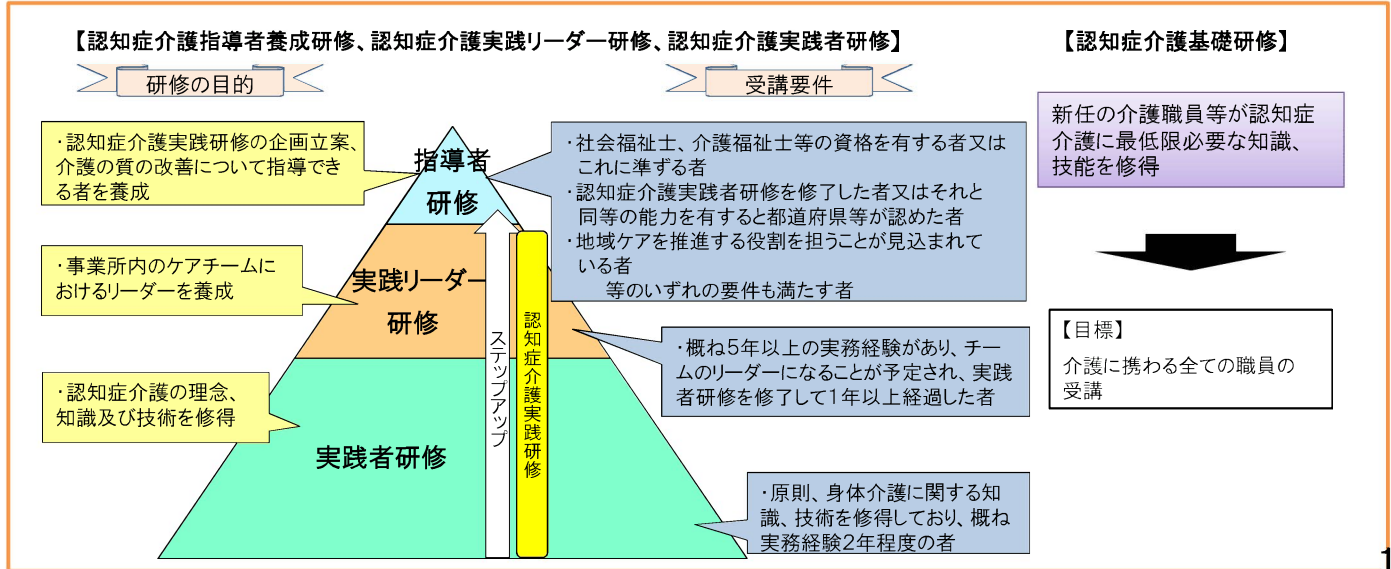 【認知症介護指導者養成研修、認知症介護実践リーダー研修、認知症介護実践者研修】
研修の目的
受講要件
・認知症介護実践研修の企画立案、
介護の質の改善について指導でき
る者を養成
・事業所内のケアチームに
おけるリーダーを養成
・認知症介護の理念、
知識及び技術を修得
指導者
研修
実践リーダー
研修
実践者研修
ステップアップ
認知症介護実践研修
・社会福祉士、介護福祉士等の資格を有する者又は
これに準ずる者
・認知症介護実践者研修を修了した者又はそれと
同等の能力を有すると都道府県等が認めた者
・地域ケアを推進する役割を担うことが見込まれて
いる者
等のいずれの要件も満たす者
・概ね5年以上の実務経験があり、チー
ムのリーダーになることが予定され、実践
者研修を修了して1年以上経過した者
・原則、身体介護に関する知
識、技術を修得しており、概ね
実務経験2年程度の者
【認知症介護基礎研修】
新任の介護職員等が認知症
介護に最低限必要な知識、
技能を修得
【目標】
介護に携わる全ての職員の
受講
1